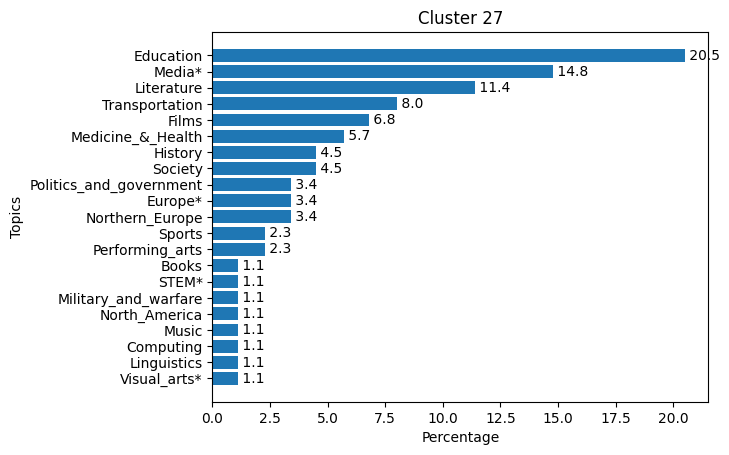 Cluster 27
Topics
Education 20.5
Media* 14.8
Literature 11.4
Transportation 8.0
Films 6.8
Medicine_&_Health 5.7
History 4.5
Society 4.5
Politics_and_government 3.4
Europe* 3.4
Northern_Europe 3.4
Sports 2.3
Performing_arts 2.3
Books 1.1
STEM* 1.1
Military_and_warfare 1.1
North_America 1.1
Music 1.1
Computing 1.1
Linguistics 1.1
Visual_arts* 1.1
0.0 2.5 5.0 7.5 10.0 12.5 15.0 17.5 20.0
Percentage